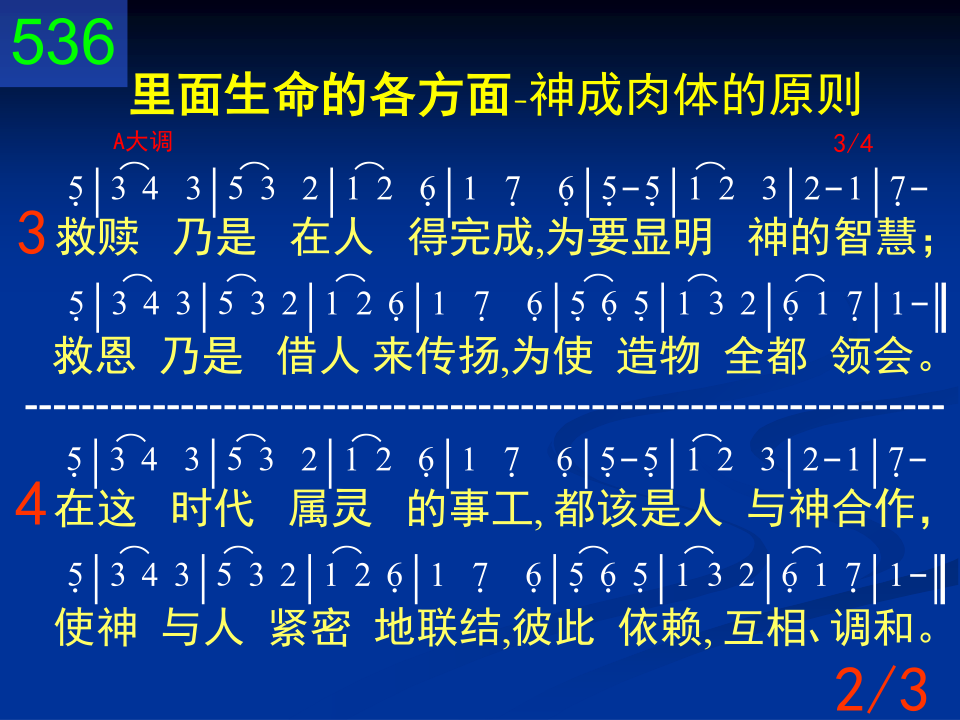 536
里面生命的各方面-神成肉体的原则
A大调 3/4
5̣|3 4 3|5 3 2|1 2 6̣|1 7̣ 6̣|5̣-5̣|1 2 3|2-1|7̣-
3 救赎 乃是 在人 得完成,为要显明 神的智慧；
5̣|3 4 3|5 3 2|1 2 6̣|1 7̣ 6̣|5̣ 6̣ 5̣|1 3 2|6̣ 1 7̣|1-‖
救恩 乃是 借人 来传扬,为使 造物 全都 领会。
-----------------------------------------------------------------
5̣|3 4 3|5 3 2|1 2 6̣|1 7̣ 6̣|5̣-5̣|1 2 3|2-1|7̣-
4 在这 时代 属灵 的事工, 都该是人 与神合作，
5̣|3 4 3|5 3 2|1 2 6̣|1 7̣ 6̣|5̣ 6̣ 5̣|1 3 2|6̣ 1 7̣|1-‖
使神 与人 紧密 地联结,彼此 依赖, 互相、调和。
2/3